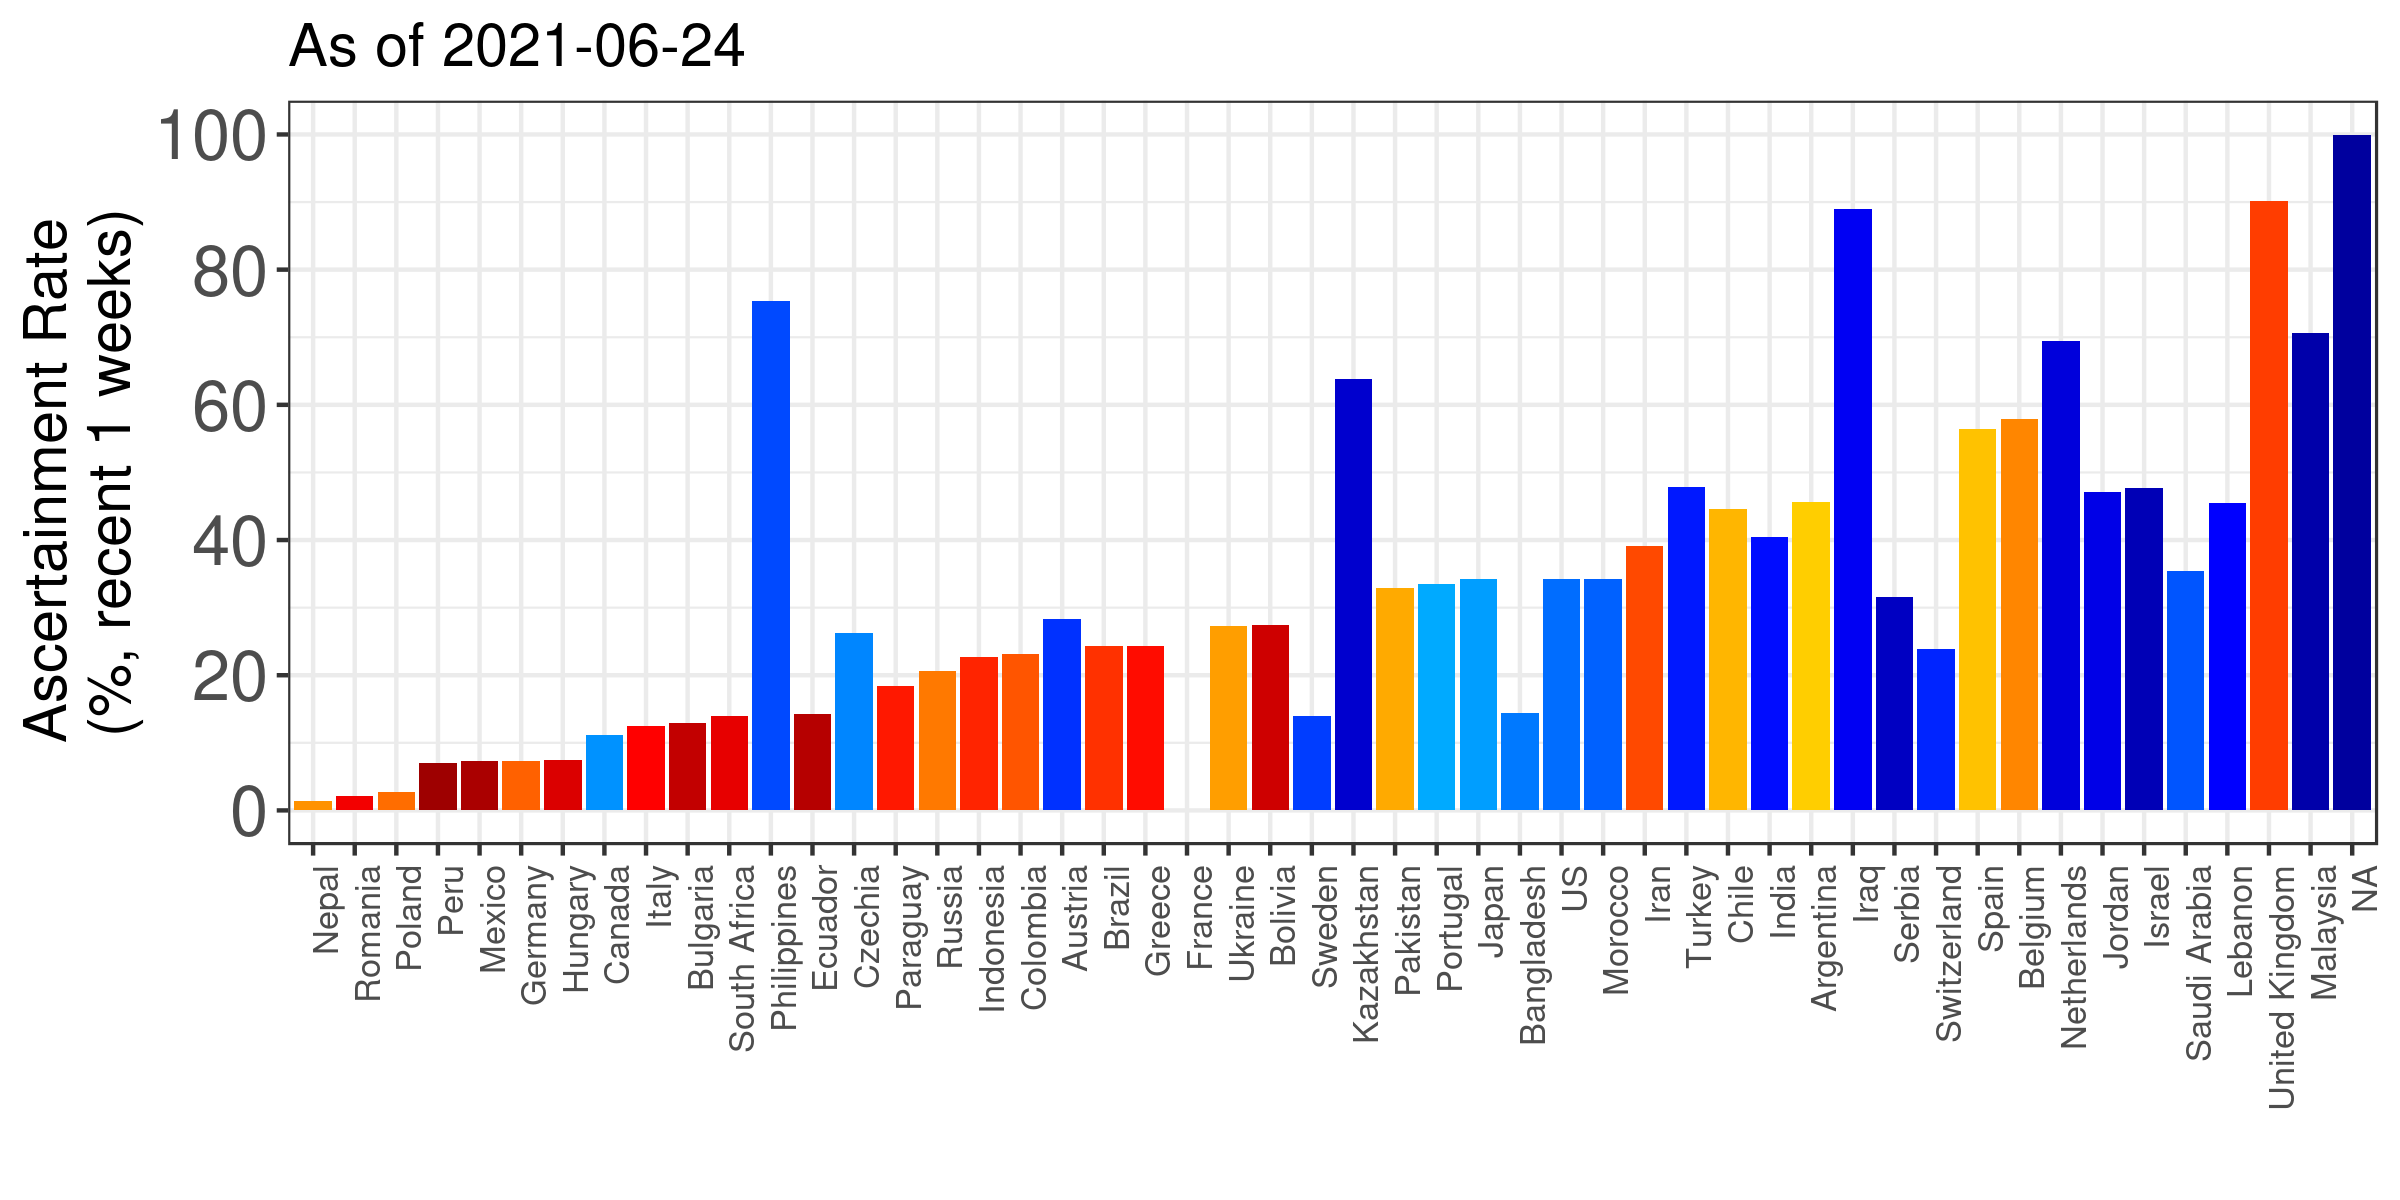 As of 2021-06-24
Ascertainment Rate
(%, recent 1 weeks)
100
80
60
40
20
0
Nepal
Romania
Poland
Peru
Mexico
Germany
Hungary
Canada
Italy
Bulgaria
South Africa
Philippines
Ecuador
Czechia
Paraguay
Russia
Indonesia
Colombia
Austria
Brazil
Greece
France
Ukraine
Bolivia
Sweden
Kazakhstan
Pakistan
Portugal
Japan
Bangladesh
US
Morocco
Iran
Turkey
Chile
India
Argentina
Iraq
Serbia
Switzerland
Spain
Belgium
Netherlands
Jordan
Israel
Saudi Arabia
Lebanon
United Kingdom
Malaysia
NA